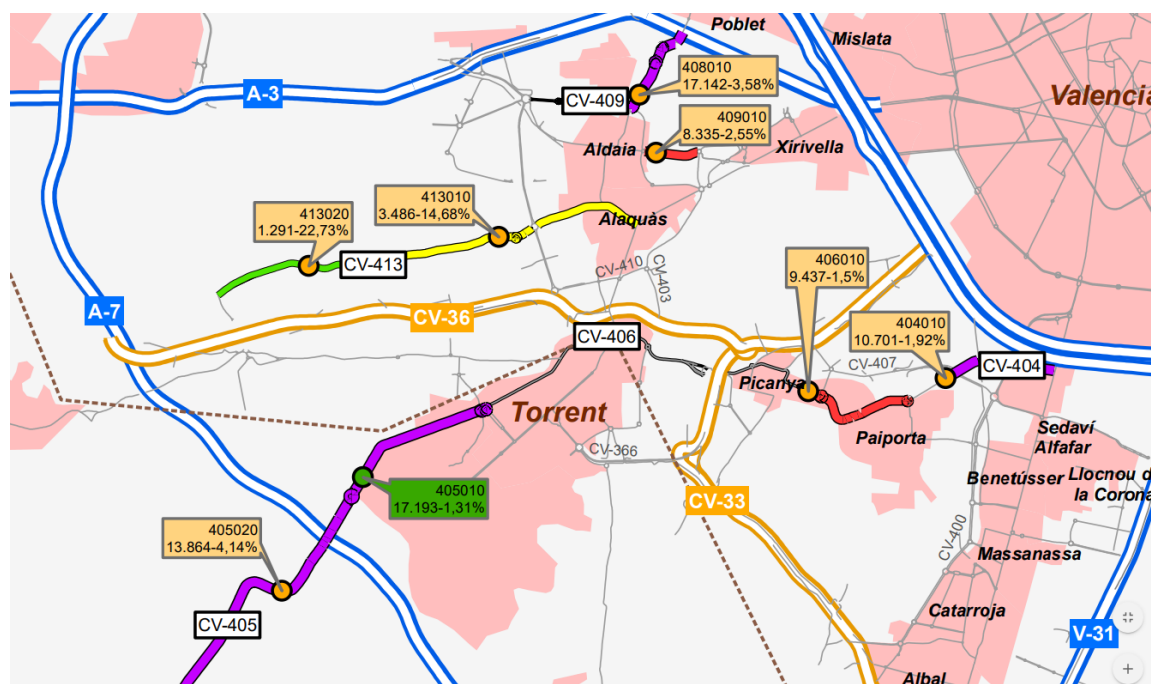 Poblet
Mislata
Valencia
408010
17.142-3,58%
A-3
CV-409
409010
8.335-2,55%
Aldaia
Xirivella
413010
3.486-14,68%
413020
1.291-22,73%
Alaquàs
CV-413
CV-410
CV-403
406010
9.437-1,5%
A-7
CV-36
404010
10.701-1,92%
CV-406
CV-407
CV-404
Picanya
Torrent
Paiporta
Sedaví
Alfafar
CV-366
Benetússer
Llocnou d
la Corona
405010
17.193-1,31%
CV-33
CV-400
405020
13.864-4,14%
Massanassa
Catarroja
CV-405
V-31
Albal